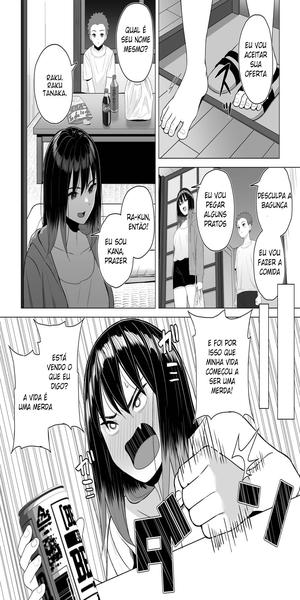 EU VOU
ACEITAR
SUA
OFERTA
QUAL É
SEU NOME
MESMO?
RAKU.
RAKU
TANAKA.
DESCULPA A
BAGUNÇA
EU VOU
FAZER A
COMIDA
EU VOU
PEGAR
ALGUNS
PRATOS
RA-KUN,
ENTÃO!
EU SOU
KANA,
PRAZER
E FOI POR
ISSO QUE
MINHA VIDA
COMEÇOU A
SER UMA
MERDA!
ESTÁ
VENDO O
QUE EU
DIGO?
A VIDA É
UMA MERDA
ダン